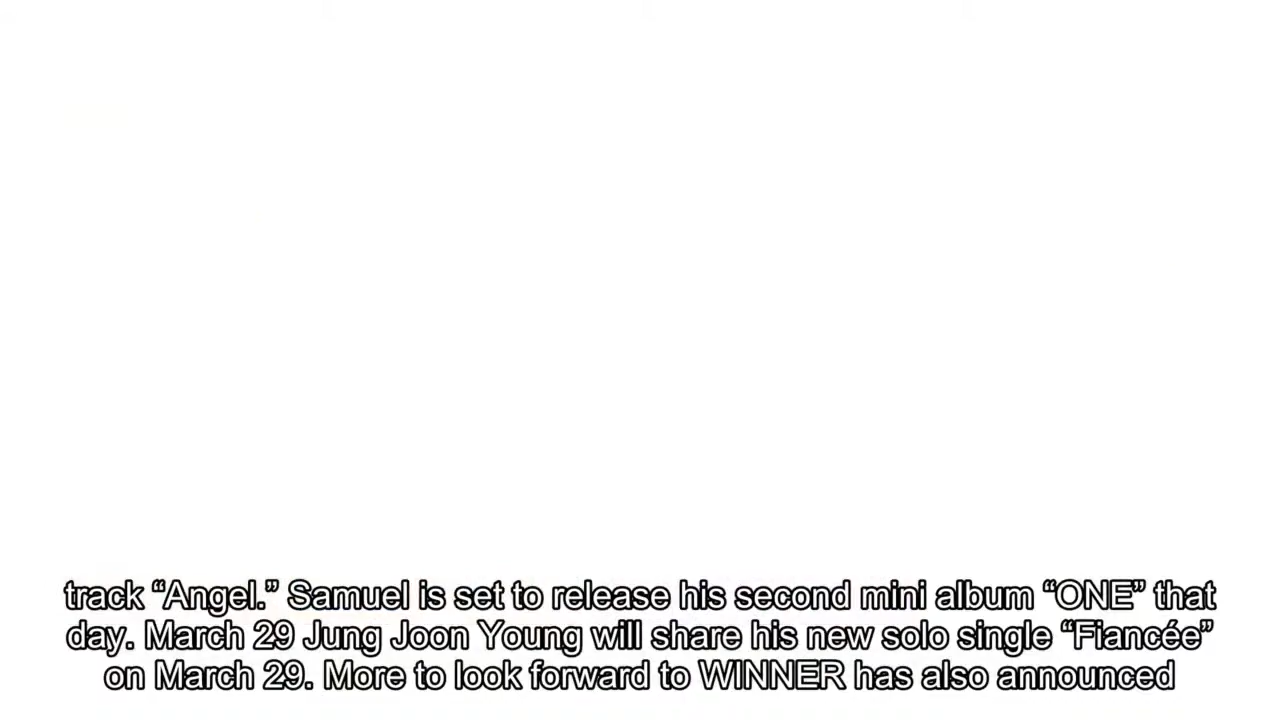 track “Angel.” Samuel is set to release his second mini album “ONE” that
day. March 29 Jung Joon Young will share his new solo single “Fiancée”
on March 29. More to look forward to WINNER has also announced